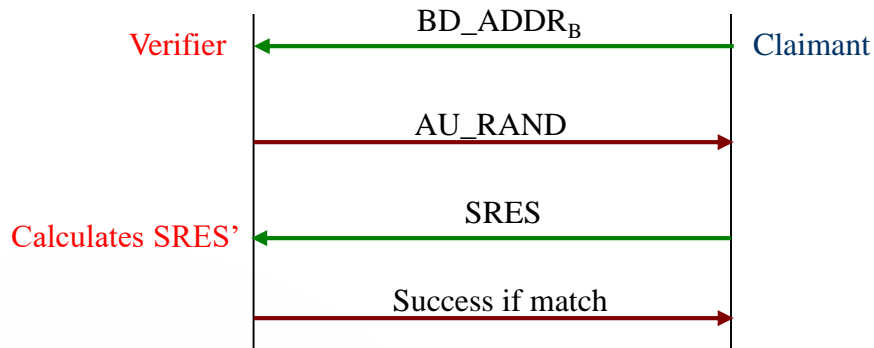 BD_ADDR_B
Verifier
Claimant
AU_RAND
SRES
Calculates SRES’
Success if match